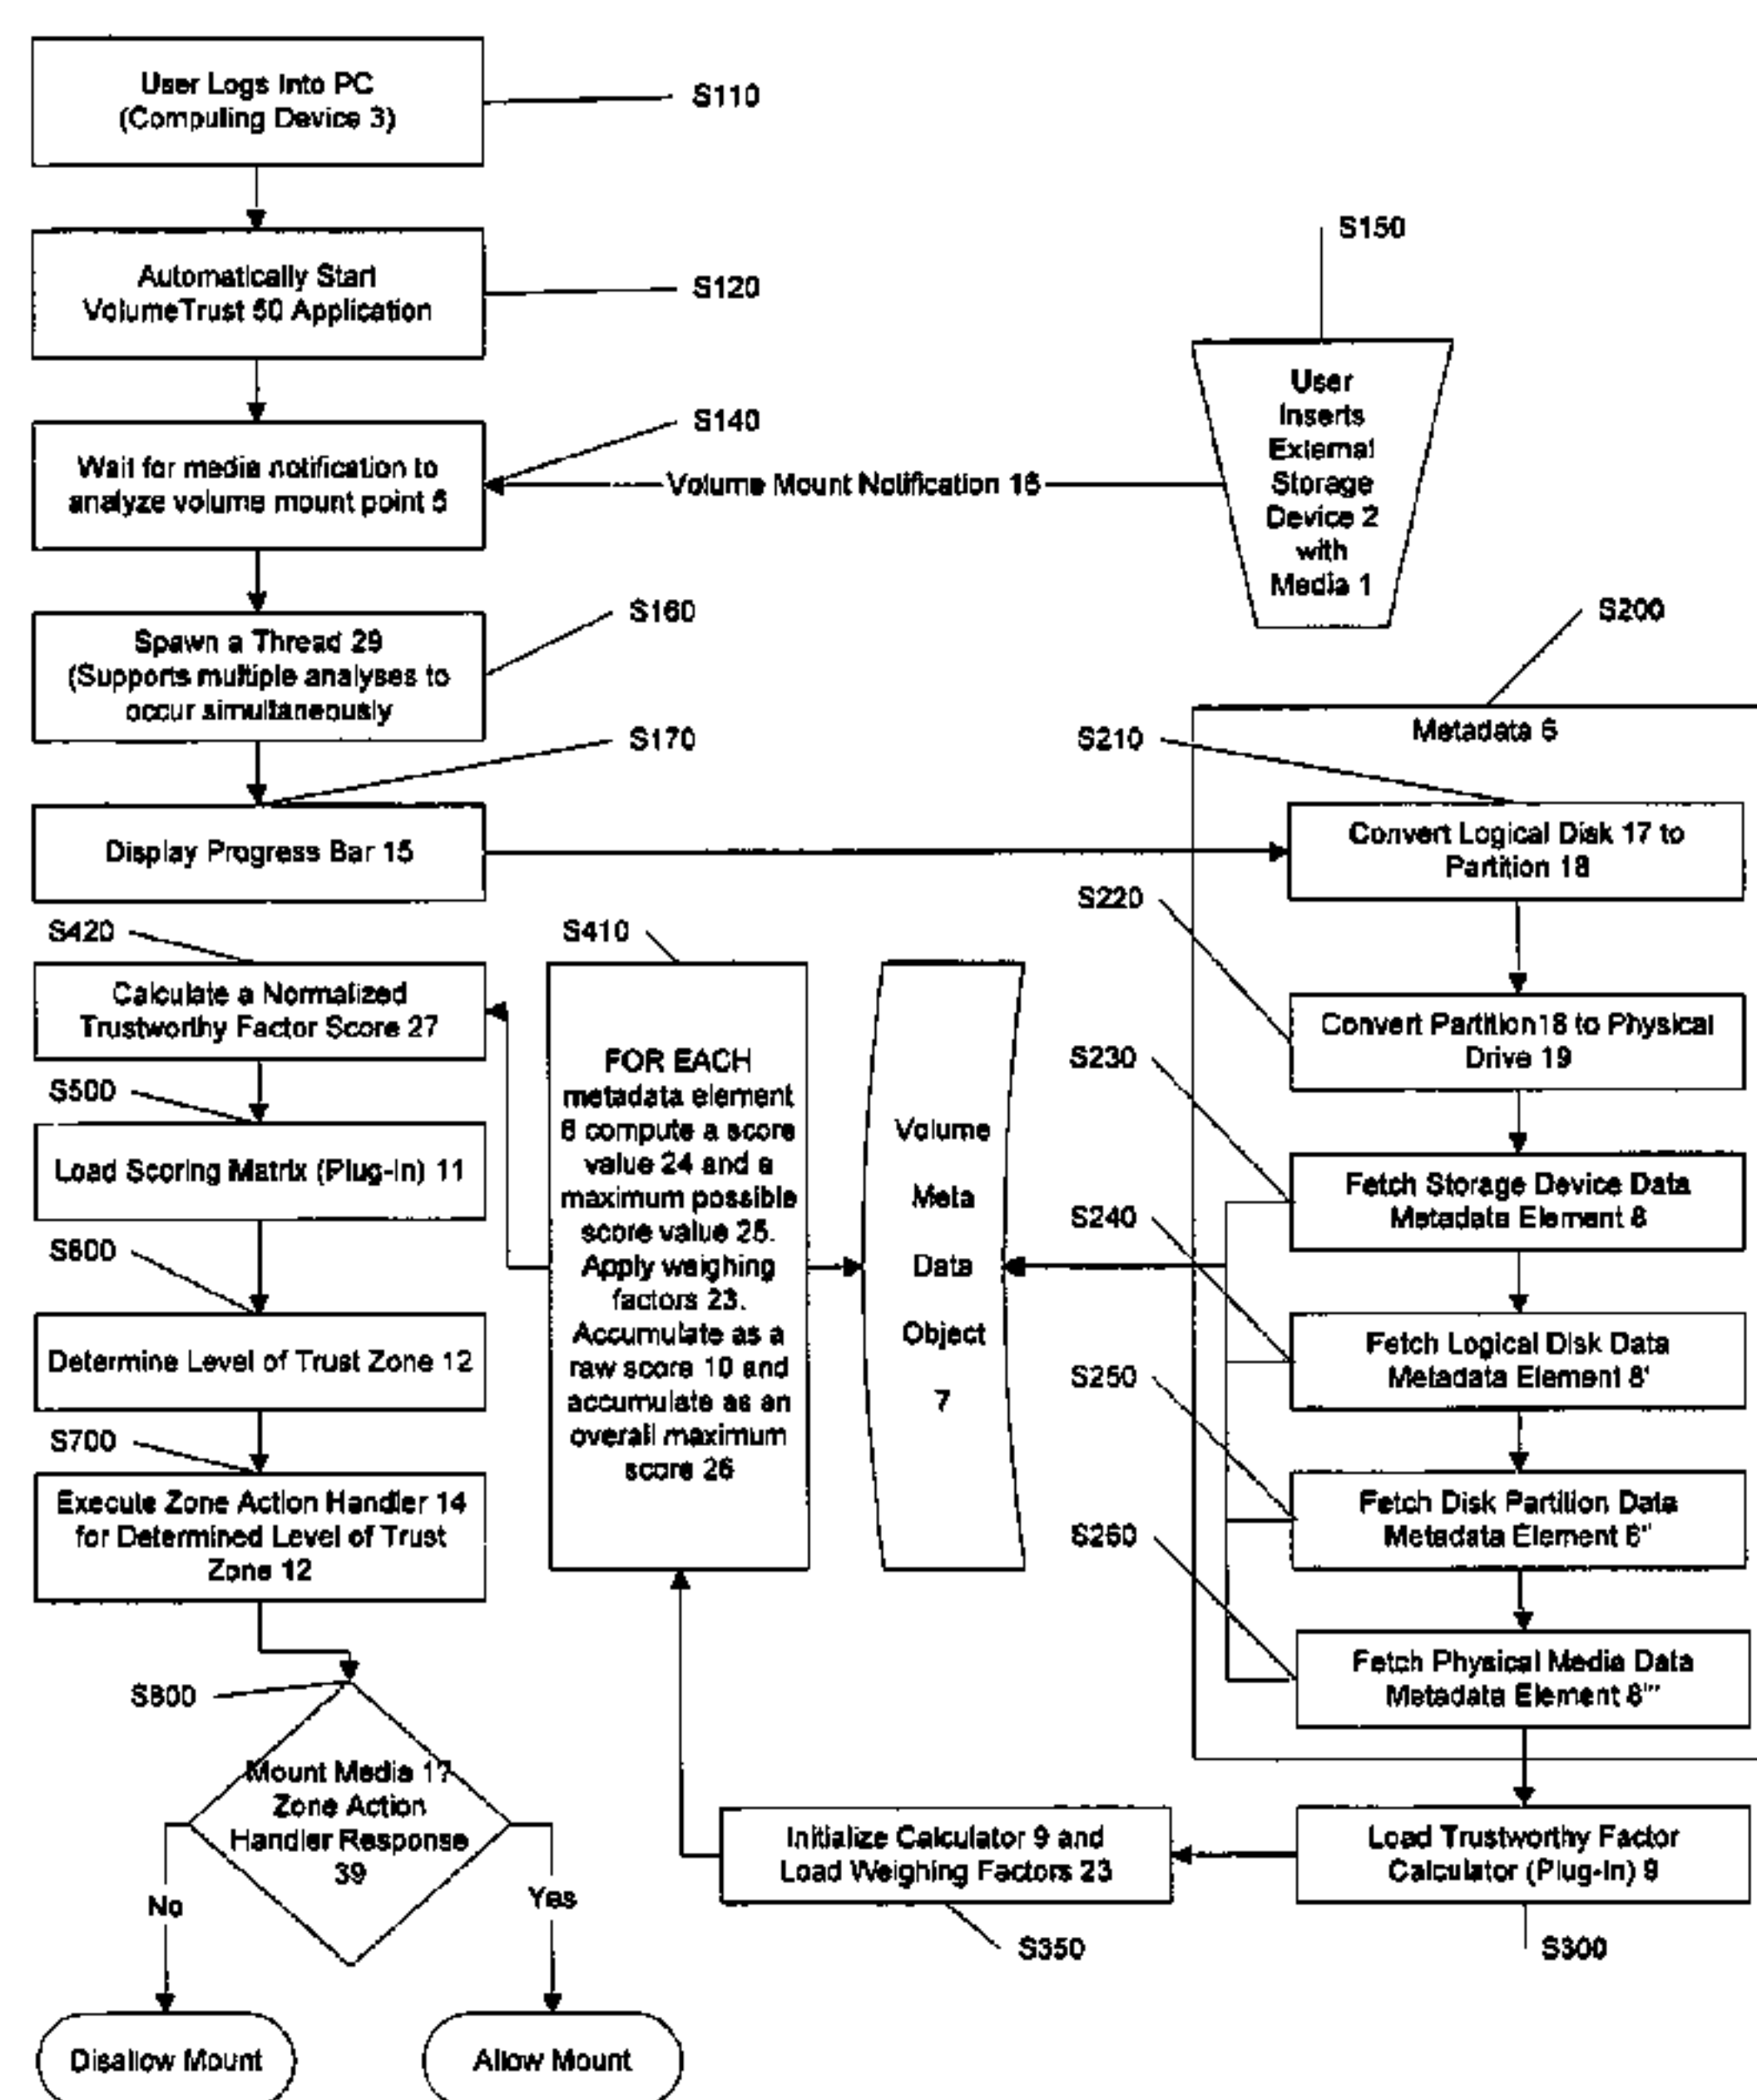 User Logs Into PC
(Computing Device 3)
S110
Automatically Start
VolumeTrust 50 Application
S120
S150
User
Inserts
External
Storage
Device 2
with
Media 1
Wait for media notification to
analyze volume mount point 5
S140
Volume Mount Notification 16
Spawn a Thread 29
(Supports multiple analyses to
occur simultaneously
S160
S170
Display Progress Bar 15
S200
Metadata 6
S210
Convert Logical Disk 17 to
Partition 18
S220
Convert Partition18 to Physical
Drive 19
S230
Fetch Storage Device Data
Metadata Element 8
S240
Fetch Logical Disk Data
Metadata Element 8'
S250
Fetch Disk Partition Data
Metadata Element 8"
S260
Fetch Physical Media Data
Metadata Element 8'"
Load Trustworthy Factor
Calculator (Plug-In) 9
S300
Initialize Calculator 9 and
Load Weighing Factors 23
S350
S410
FOR EACH
metadata element
8 compute a score
value 24 and a
maximum possible
score value 25.
Apply weighing
factors 23.
Accumulate as a
raw score 10 and
accumulate as an
overall maximum
score 26
Volume
Meta
Data
Object
7
S420
Calculate a Normalized
Trustworthy Factor Score 27
S500
Load Scoring Matrix (Plug-In) 11
S600
Determine Level of Trust Zone 12
S700
Execute Zone Action Handler 14
for Determined Level of Trust
Zone 12
S800
Mount Media 1?
Zone Action
Handler Response
39
No
Yes
Disallow Mount
Allow Mount